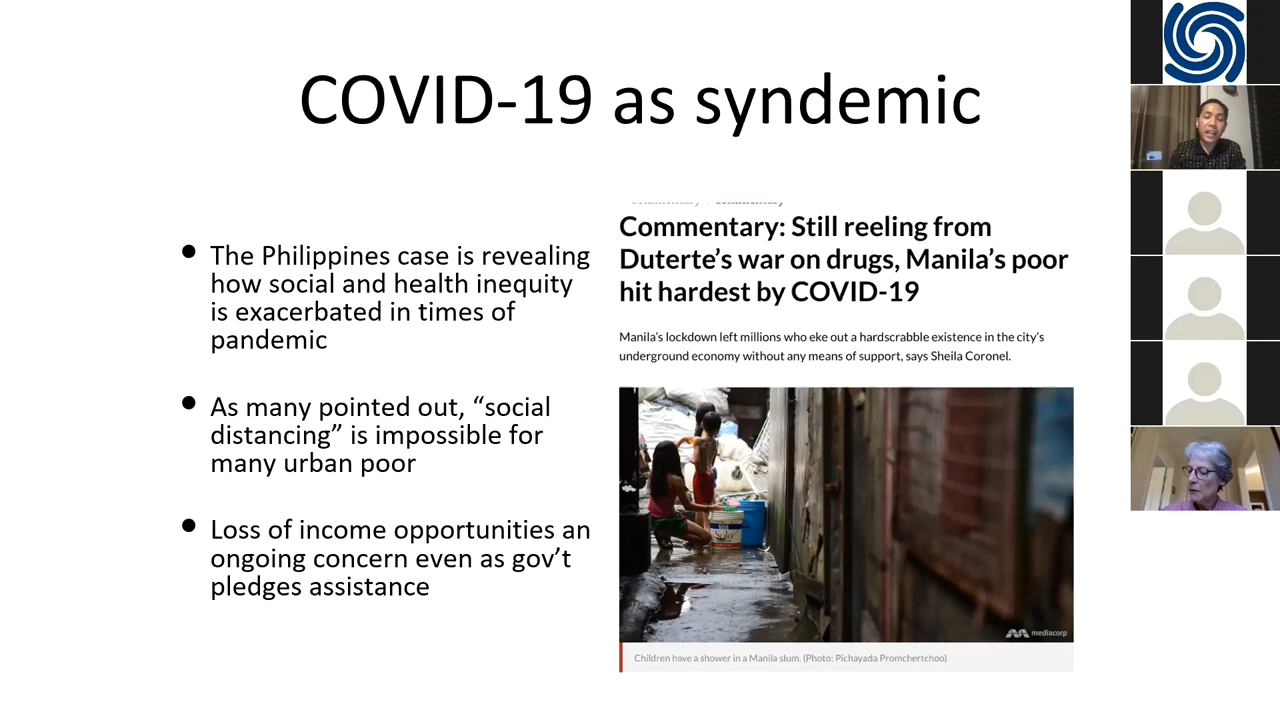 COVID-19 as syndemic
The Philippines case is revealing
how social and health inequity
is exacerbated in times of
pandemic
As many pointed out, “social
distancing” is impossible for
many urban poor
Loss of income opportunities an
ongoing concern even as gov’t
pledges assistance
Commentary: Still reeling from
Duterte’s war on drugs, Manila’s poor
hit hardest by COVID-19
Manila’s lockdown left millions who eke out a hardscrabble existence in the city’s
underground economy without any means of support, says Sheila Coronel.
mediacorp
Children have a shower in a Manila slum. (Photo: Pichayada Promchertchoo)